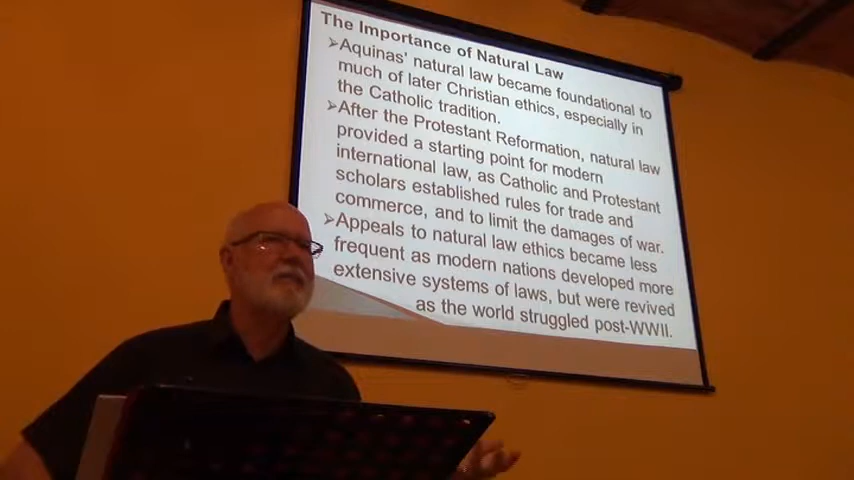 The Importance of Natural Law
➢Aquinas' natural law became foundational to
much of later Christian ethics, especially in
the Catholic tradition.
➢After the Protestant Reformation, natural law
provided a starting point for modern
international law, as Catholic and Protestant
scholars established rules for trade and
commerce, and to limit the damages of war.
➢Appeals to natural law ethics became less
frequent as modern nations developed more
extensive systems of laws, but were revived
as the world struggled post-WWII.